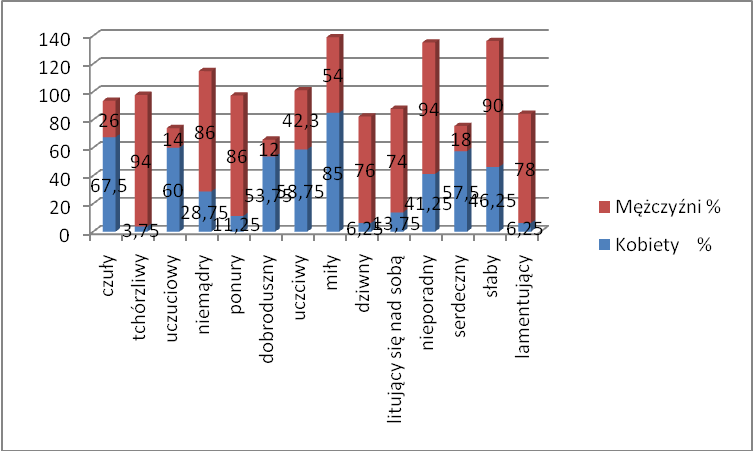 140
120
100
80
60
40
20
0
26
67,5
94
3,75
14
60
86
28,75
86
11,25
12
53,75
42,3
58,75
54
85
76
6,25
74
13,75
94
41,25
18
57,5
90
46,25
78
6,25
czuły
tchórzliwy
uczuciowy
niemądry
ponury
dobroduszny
uczciwy
miły
dziwny
litujący się nad sobą
nieporadny
serdeczny
słaby
lamentujący
Mężczyźni %
Kobiety %